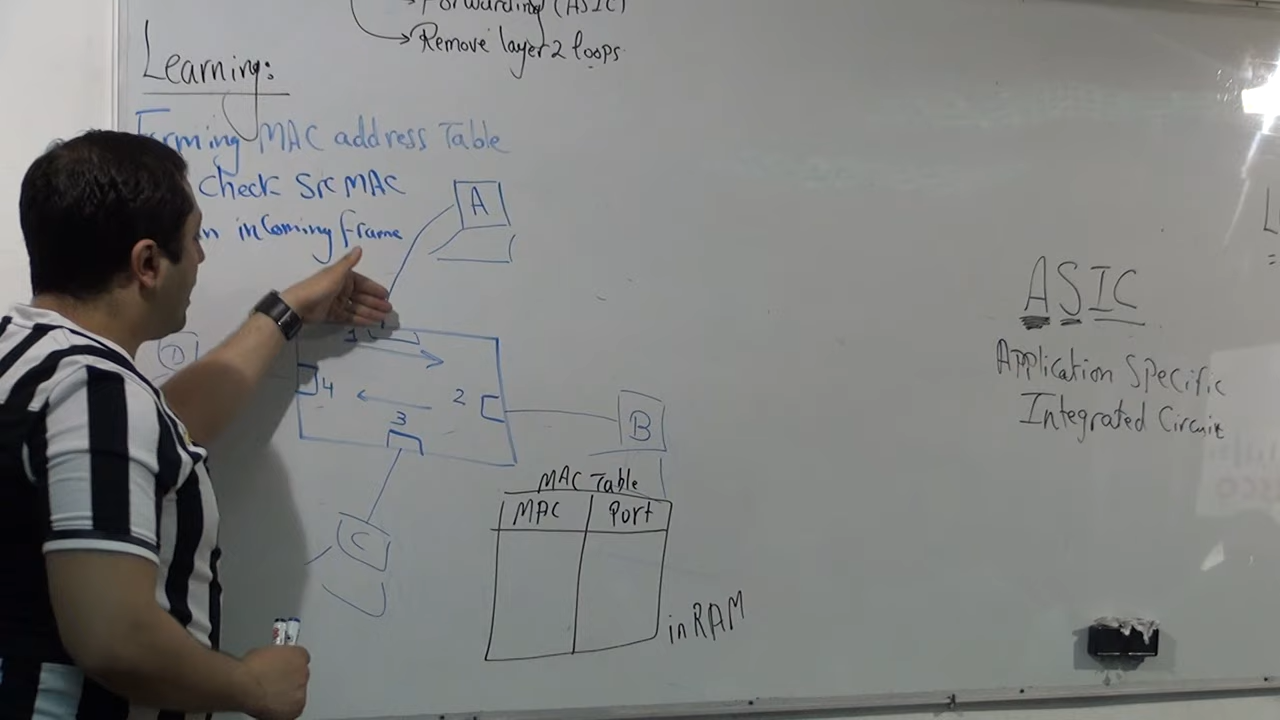 Forwarding (ASIC)
Remove layer 2 loops
Learning:
Forming MAC address Table
check Src MAC
incoming frame
A
D
1
4
2
3
B
C
MAC Table
MAC Port
in RAM
ASIC
Application Specific
Integrated Circuit